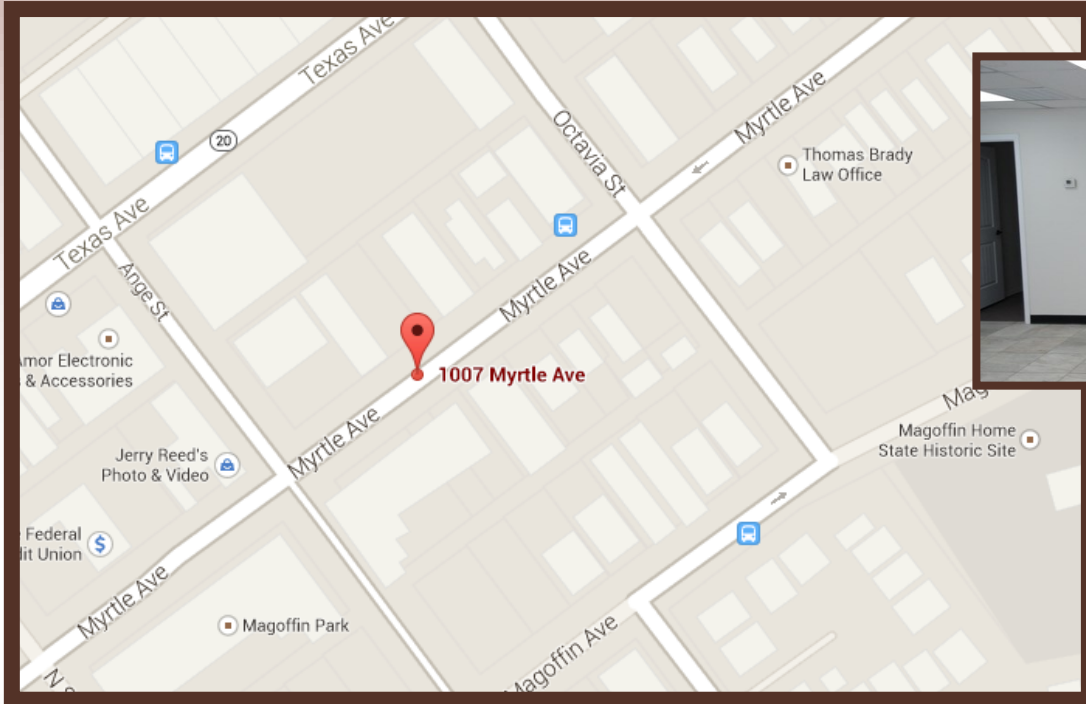 Texas Ave
20
Texas Ave
Octavia St
Myrtle Ave
Thomas Brady
Law Office
Ange St
Myrtle Ave
Amor Electronic
& Accessories
1007 Myrtle Ave
Myrtle Ave
Jerry Reed's
Photo & Video
Magoffin Home
State Historic Site
Federal
$
Union
Myrtle Ave
Magoffin Park
Magoffin Ave